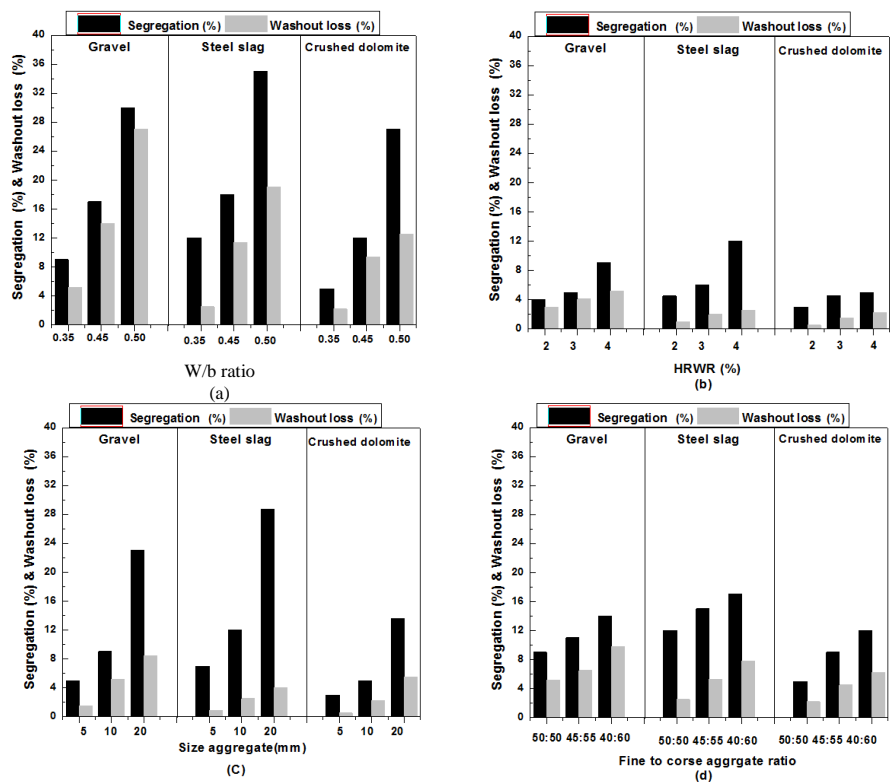 Segregation (%) Washout loss (%)
Gravel Steel slag Crushed dolomite
Segregation (%) & Washout loss (%)
40
36
32
28
24
20
16
12
8
4
0
0.35 0.45 0.50 0.35 0.45 0.50 0.35 0.45 0.50
W/b ratio
(a)
Segregation (%) Washout loss (%)
Gravel Steel slag Crushed dolomite
Segregation (%) & Washout loss (%)
40
36
32
28
24
20
16
12
8
4
0
2 3 4 2 3 4 2 3 4
HRWR (%)
(b)
Segregation (%) Washout loss (%)
Gravel Steel slag Crushed dolomite
Segregation (%) & Washout loss (%)
40
36
32
28
24
20
16
12
8
4
0
5 10 20 5 10 20 5 10 20
Size aggregate(mm)
(C)
Segregation (%) Washout loss (%)
Gravel Steel slag Crushed dolomite
Segregation (%) & Washout loss (%)
40
36
32
28
24
20
16
12
8
4
0
50:50 45:55 40:60 50:50 45:55 40:60 50:50 45:55 40:60
Fine to corse aggrgate ratio
(d)